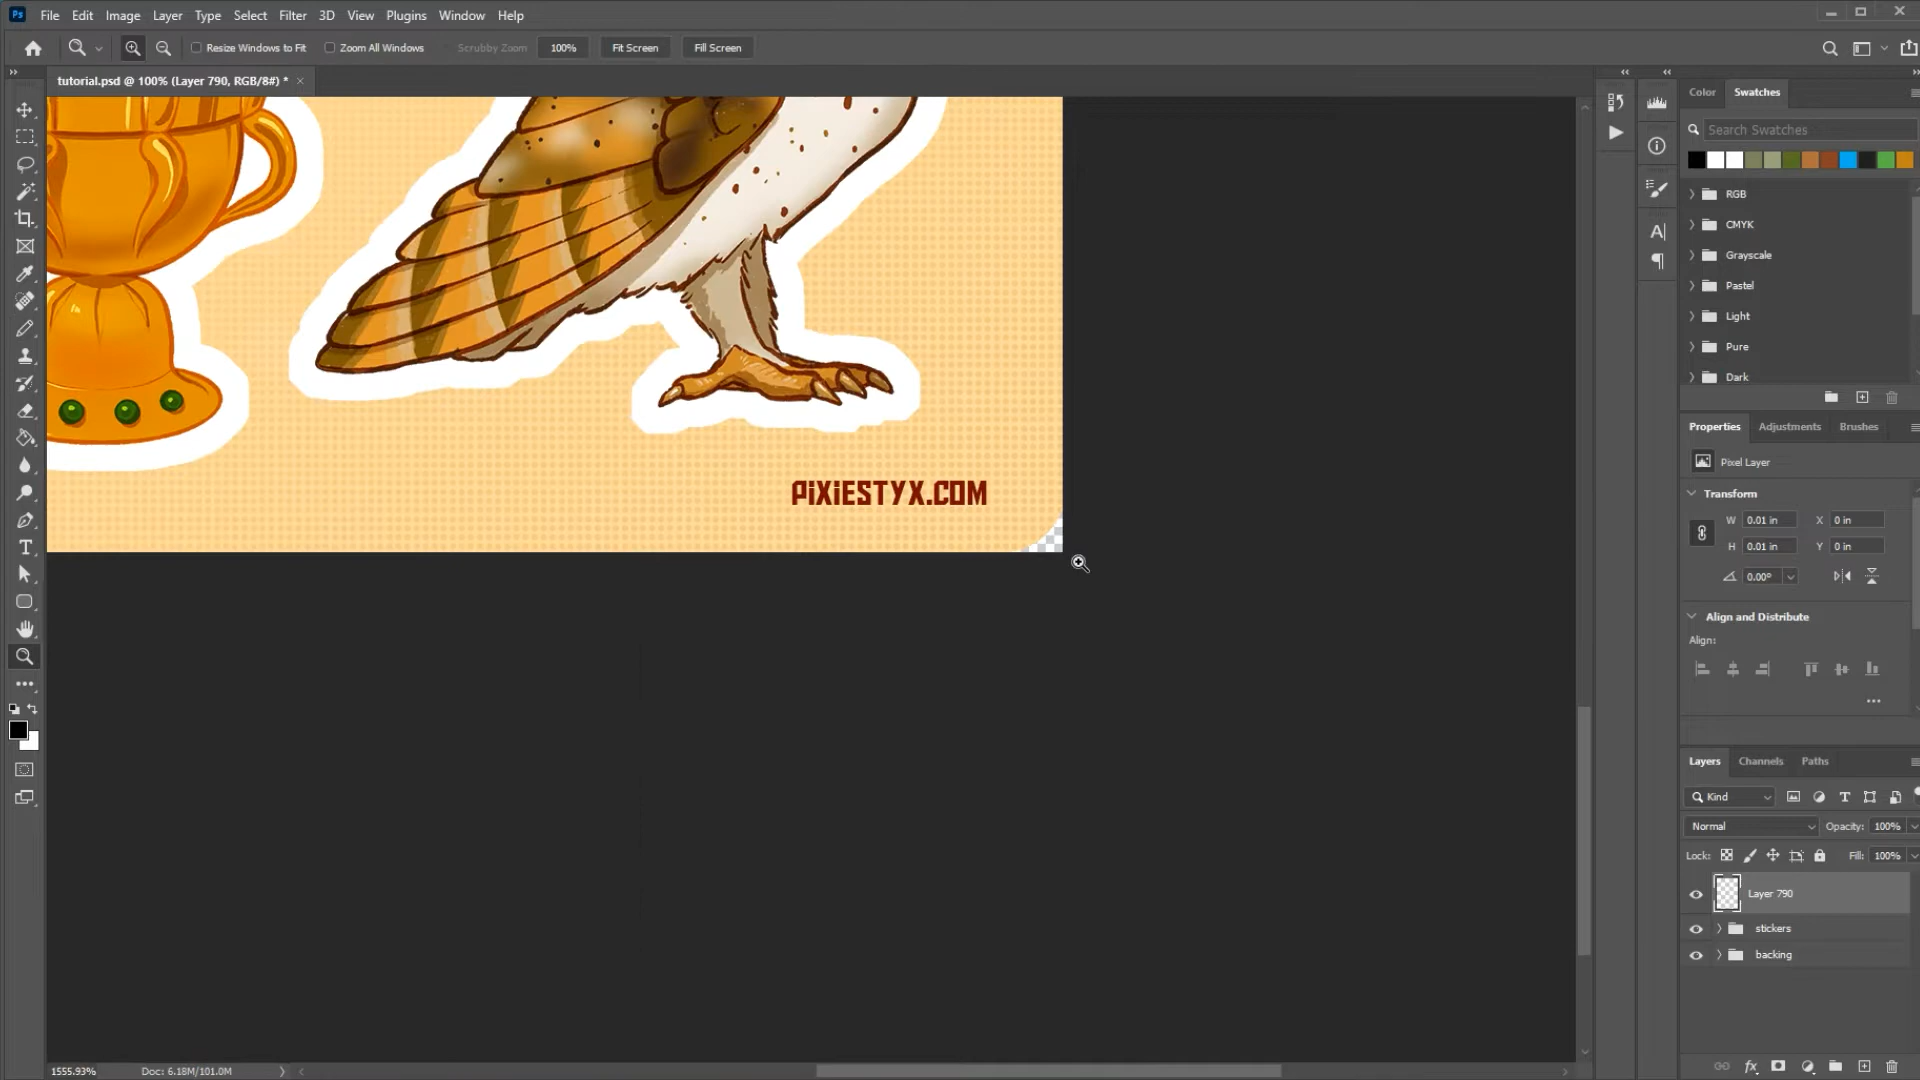 Ps File Edit Image Layer Type Select Filter 3D View Plugins Window Help
Resize Windows to Fit Zoom All Windows Scrubby Zoom 100% Fit Screen Fill Screen
tutorial.psd @ 100% (Layer 790, RGB/8#) *
Color Swatches
Search Swatches
RGB
CMYK
Grayscale
Pastel
Light
Pure
Dark
Properties Adjustments Brushes
Pixel Layer
Transform
W 0.01 in X 0 in
H 0.01 in Y 0 in
0.00°
Align and Distribute
Align:
PiXiESTYX.COM
Layers Channels Paths
Kind
Normal Opacity: 100%
Lock: Fill: 100%
Layer 790
stickers
backing
1555.93% Doc: 6.18M/101.0M